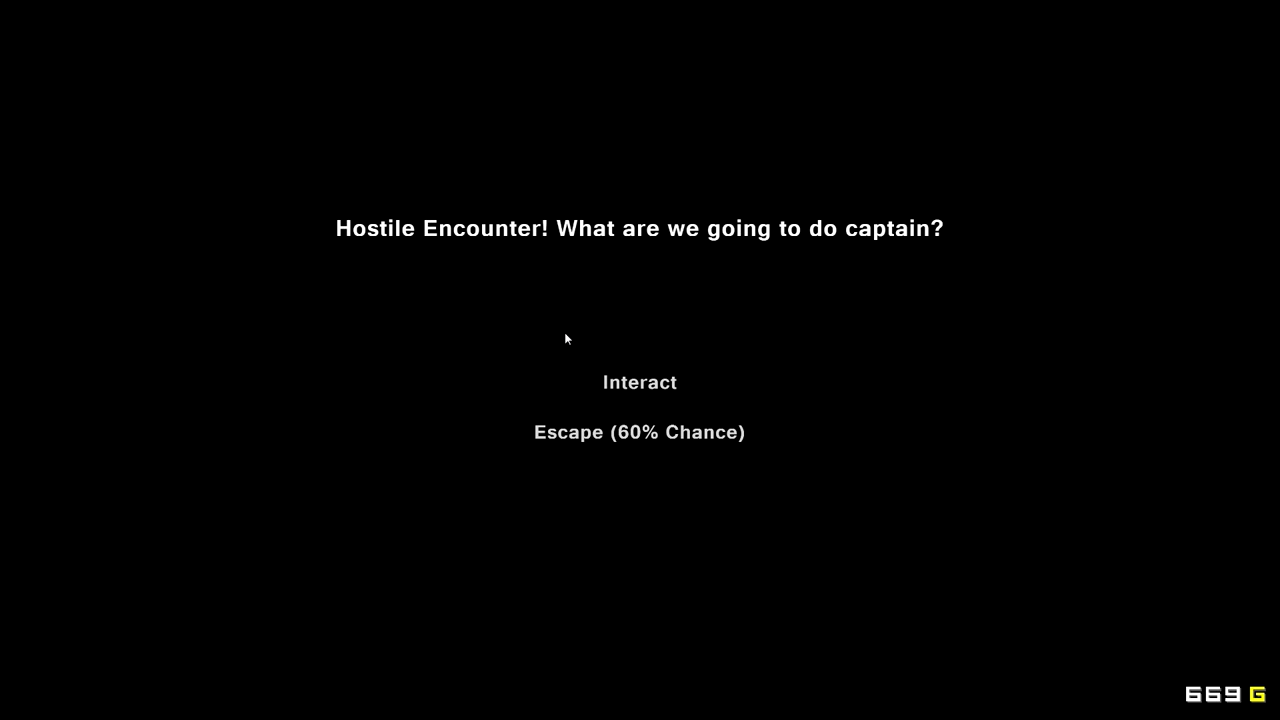 Hostile Encounter! What are we going to do captain?
Interact
Escape (60% Chance)
669 G